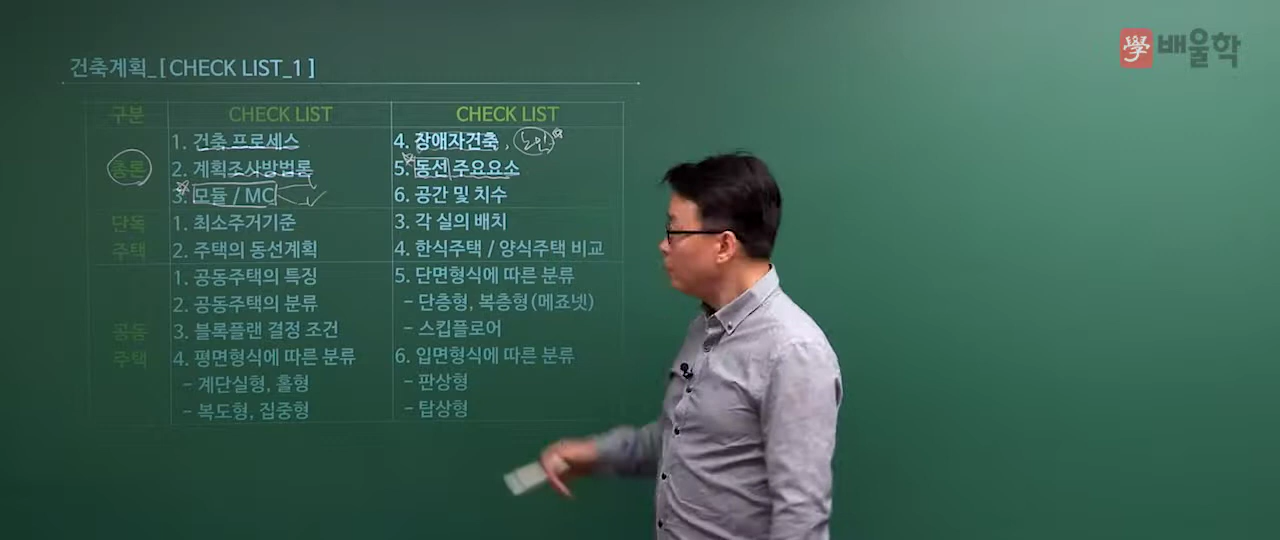 건축계획_[CHECK LIST_1]
學 배울학
구분 CHECK LIST CHECK LIST
총론 1. 건축 프로세스 4. 장애자건축, 노인
2. 계획조사방법론 5. 동선 주요요소
3. 모듈 / MC 6. 공간 및 치수
단독 1. 최소주거기준 3. 각 실의 배치
주택 2. 주택의 동선계획 4. 한식주택 / 양식주택 비교
1. 공동주택의 특징 5. 단면형식에 따른 분류
2. 공동주택의 분류 - 단층형, 복층형(메죠넷)
공동 3. 블록플랜 결정 조건 - 스킵플로어
주택 4. 평면형식에 따른 분류 6. 입면형식에 따른 분류
- 계단실형, 홀형 - 판상형
- 복도형, 집중형 - 탑상형